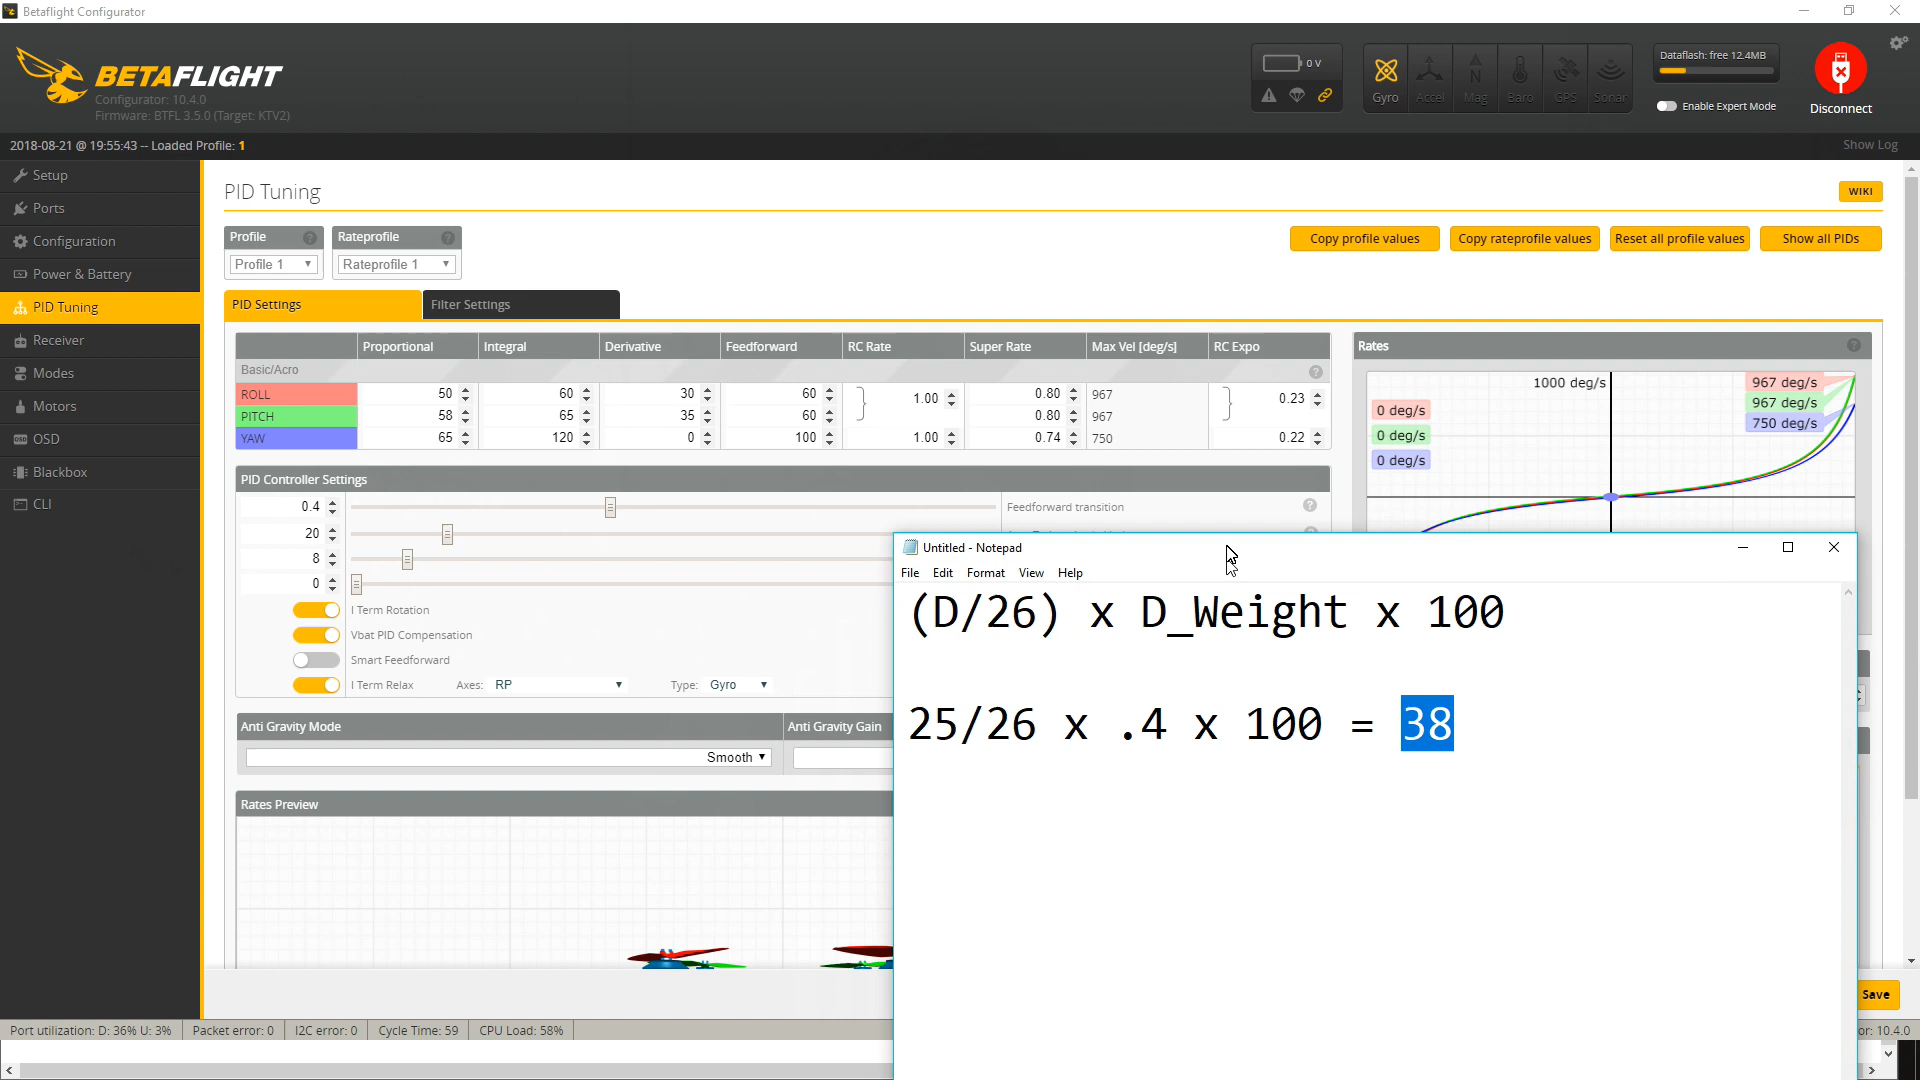 Betaflight Configurator
BETAFLIGHT
Configurator: 10.4.0
Firmware: BTFL 3.5.0 (Target: KTV2)
0 V
Gyro Accel Mag Baro GPS Sonar
Dataflash: free 12.4MB
Enable Expert Mode
Disconnect
2018-08-21 @ 19:55:43 -- Loaded Profile: 1
Show Log
Setup
Ports
Configuration
Power & Battery
PID Tuning
Receiver
Modes
Motors
OSD
Blackbox
CLI
PID Tuning
WIKI
Profile
Profile 1
Rateprofile
Rateprofile 1
Copy profile values
Copy rateprofile values
Reset all profile values
Show all PIDs
PID Settings
Filter Settings
Proportional Integral Derivative Feedforward RC Rate Super Rate Max Vel [deg/s] RC Expo
Basic/Acro
ROLL 50 60 30 60 1.00 0.80 967 0.23
PITCH 58 65 35 60 0.80 967
YAW 65 120 0 100 1.00 0.74 750 0.22
Rates
1000 deg/s
967 deg/s
967 deg/s
750 deg/s
0 deg/s
0 deg/s
0 deg/s
PID Controller Settings
0.4 Feedforward transition
20
8
0
I Term Rotation
Vbat PID Compensation
Smart Feedforward
I Term Relax Axes: RP Type: Gyro
Anti Gravity Mode Anti Gravity Gain
Smooth
Rates Preview
Untitled - Notepad
File Edit Format View Help
(D/26) x D_Weight x 100
25/26 x .4 x 100 = 38
Save
Port utilization: D: 36% U: 3% Packet error: 0 I2C error: 0 Cycle Time: 59 CPU Load: 58%
or: 10.4.0